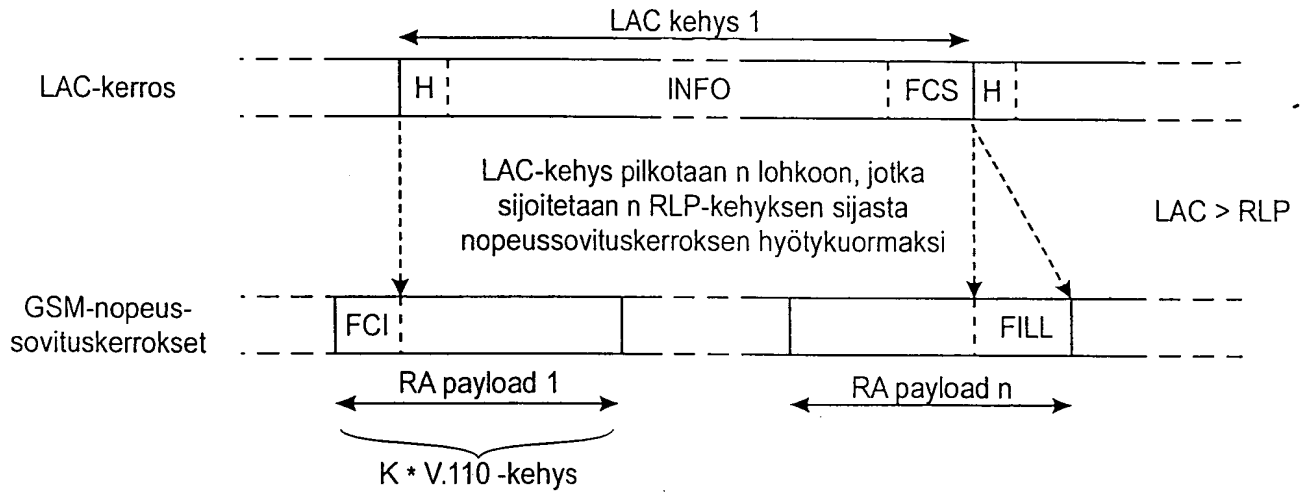 LAC kehys 1
LAC-kerros
H
INFO
FCS
H
LAC-kehys pilkotaan n lohkoon, jotka
sijoitetaan n RLP-kehyksen sijasta
nopeussovituskerroksen hyötykuormaksi
LAC > RLP
GSM-nopeus-
sovituskerrokset
FCI
FILL
RA payload 1
RA payload n
K * V.110 -kehys